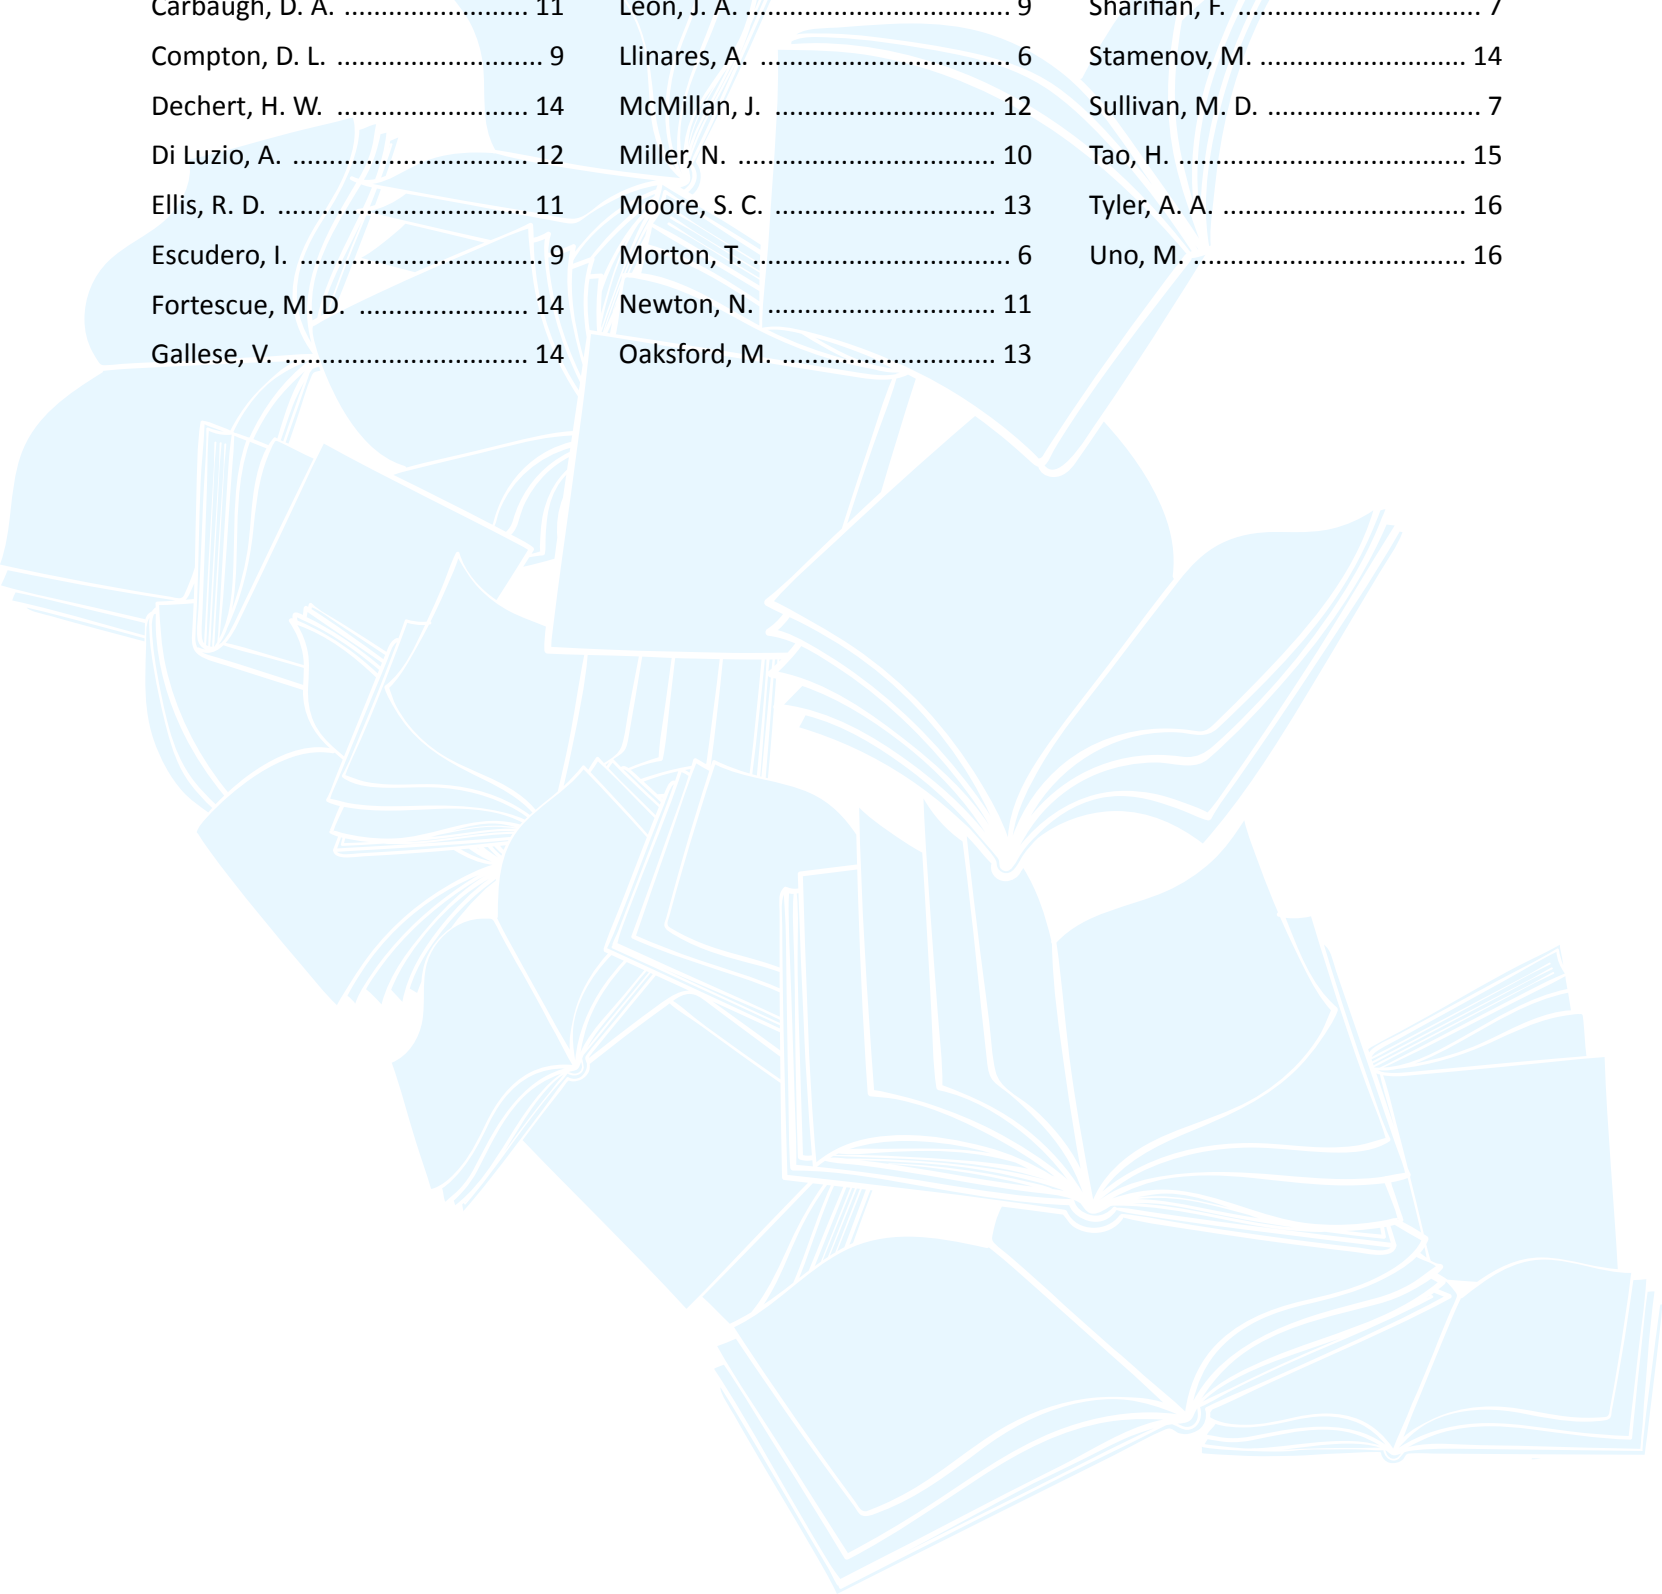 Carbaugh, D. A. ......................... 11
Compton, D. L. ............................ 9
Dechert, H. W. .......................... 14
Di Luzio, A. ................................ 12
Ellis, R. D. .................................. 11
Escudero, I. ................................. 9
Fortescue, M. D. ....................... 14
Gallese, V. ................................. 14
León, J. A. .................................... 9
Llinares, A. .................................. 6
McMillan, J. .............................. 12
Miller, N. ................................... 10
Moore, S. C. .............................. 13
Morton, T. ................................... 6
Newton, N. ............................... 11
Oaksford, M. ............................. 13
Sharifian, F. ................................. 7
Stamenov, M. ............................ 14
Sullivan, M. D. ............................. 7
Tao, H. ....................................... 15
Tyler, A. A. ................................. 16
Uno, M. ..................................... 16